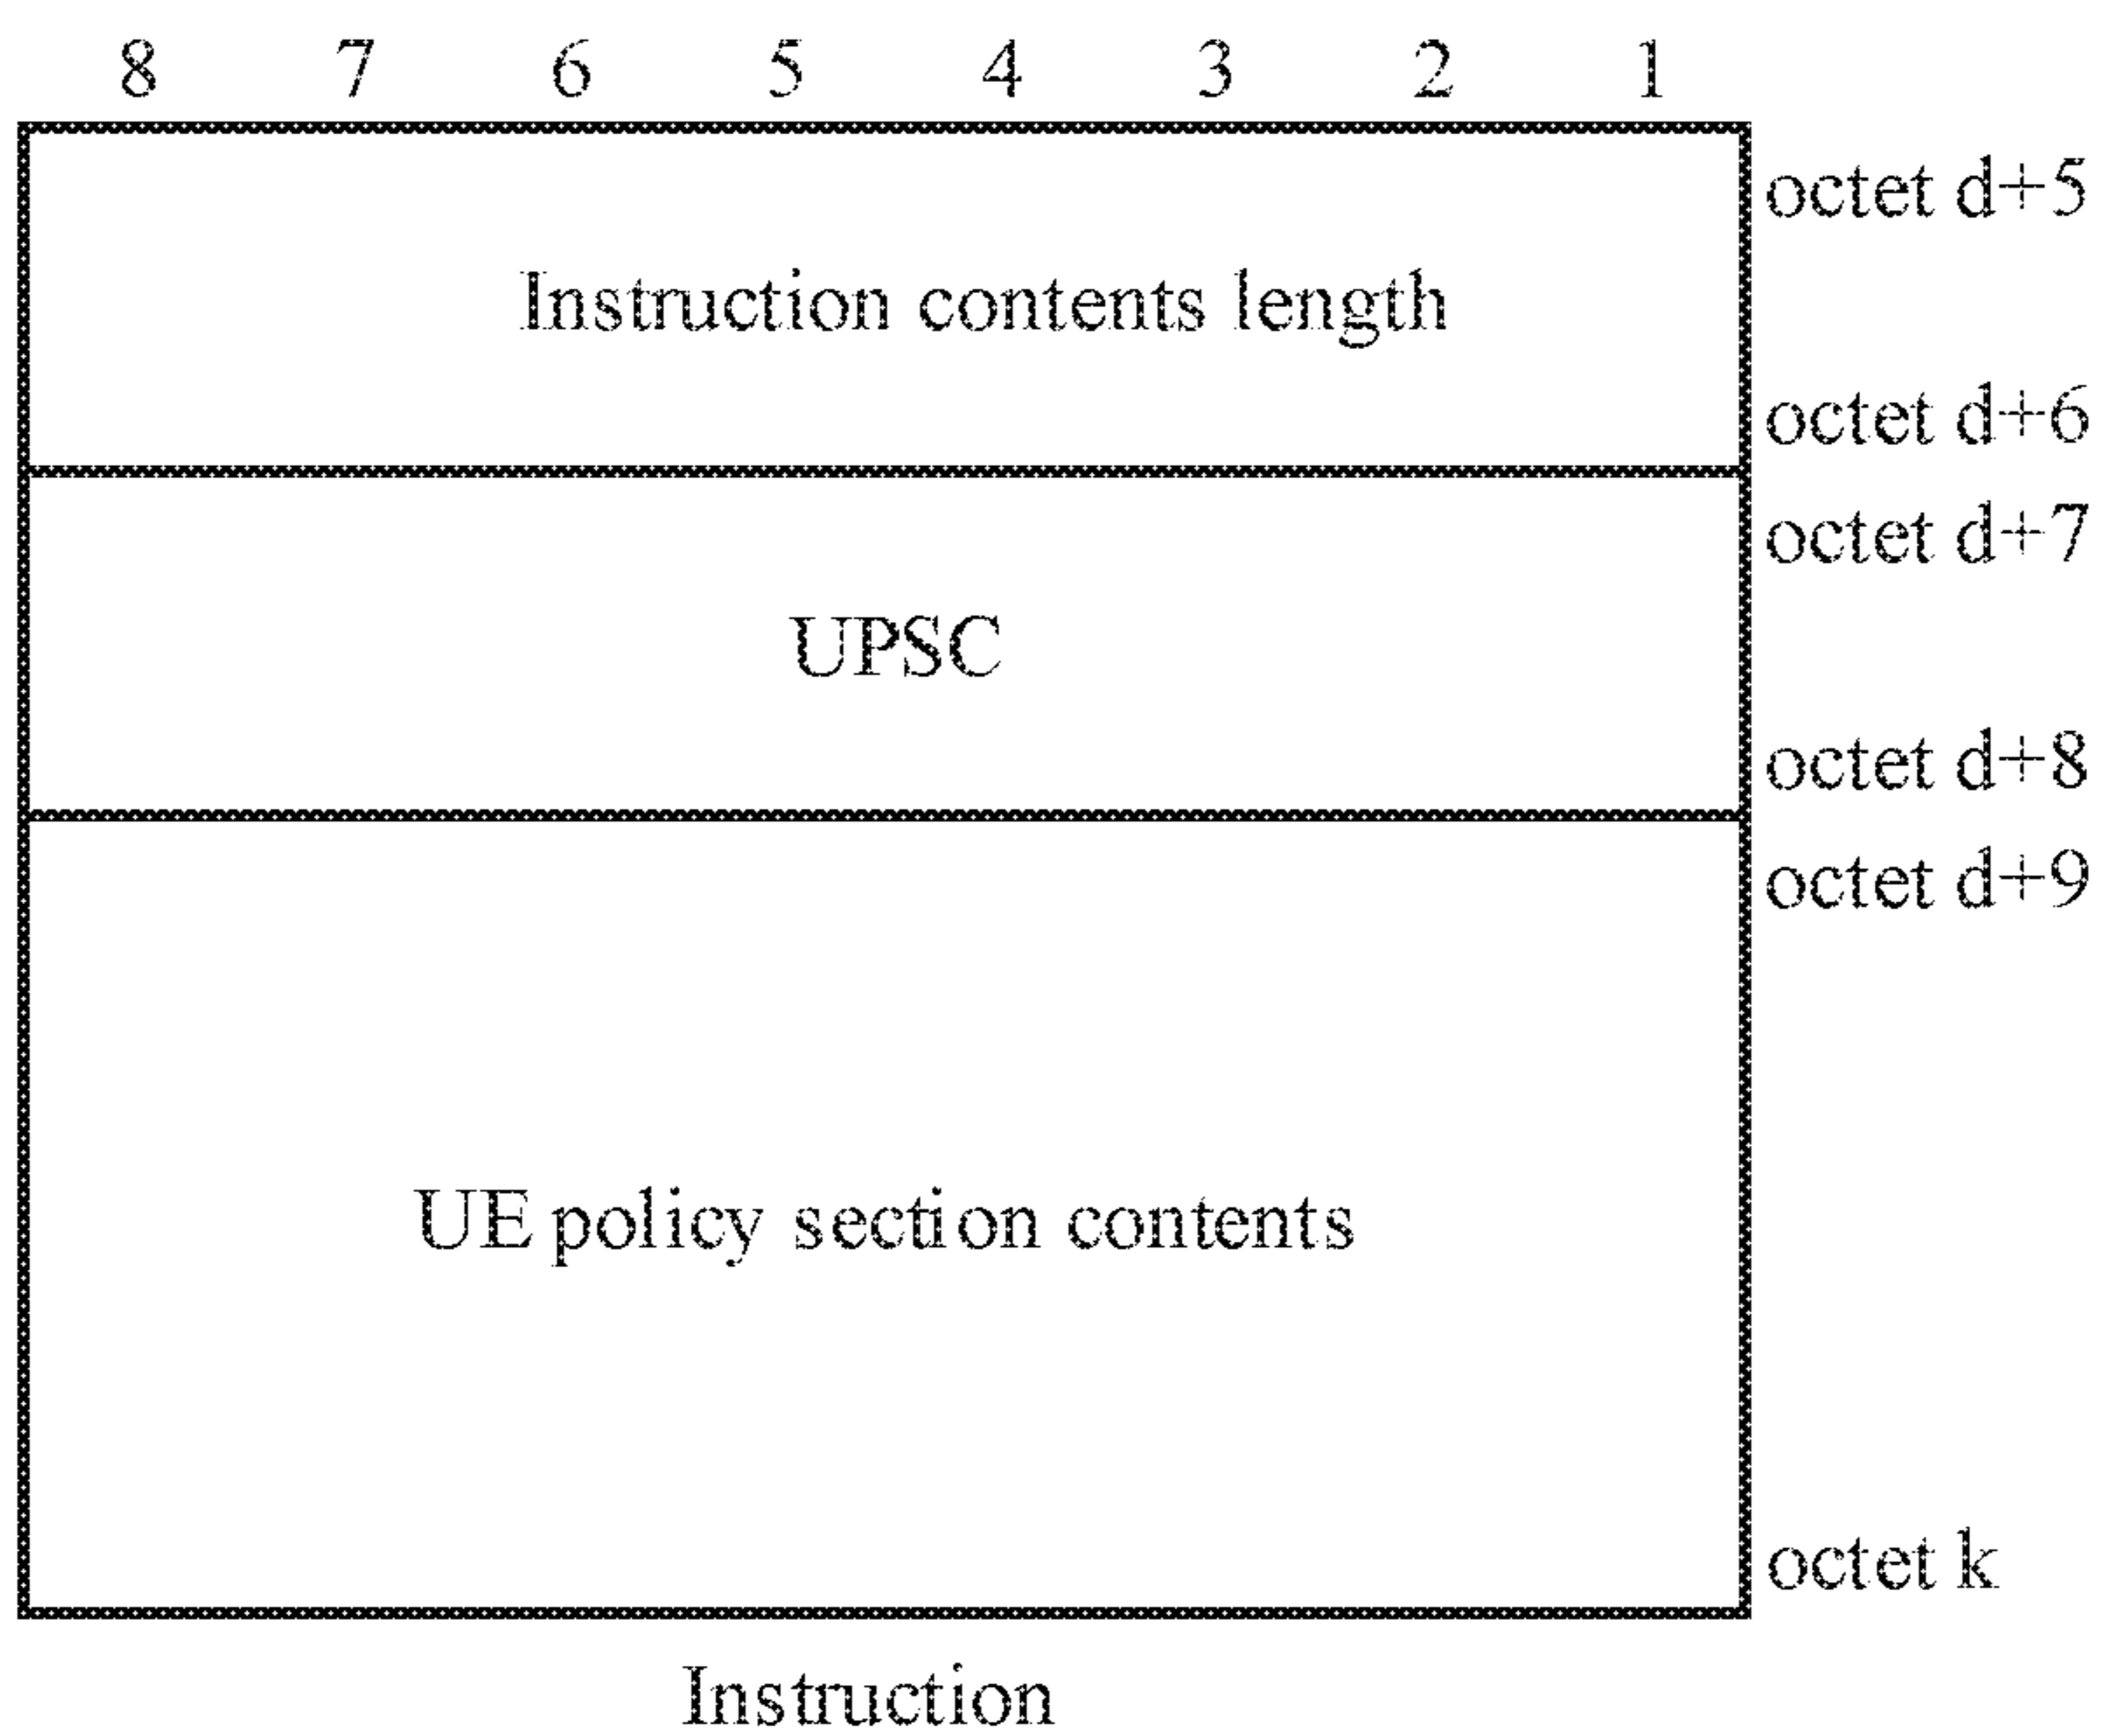 8 7 6 5 4 3 2 1
octet d+5
Instruction contents length
octet d+6
octet d+7
UPSC
octet d+8
octet d+9
UE policy section contents
octet k
Instruction